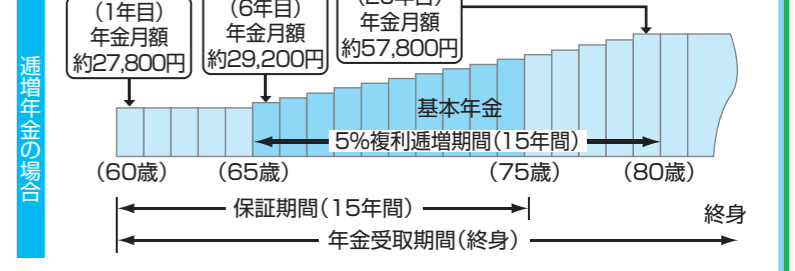 (1年目)
年金月額
約27,800円
(6年目)
年金月額
約29,200円
年金月額
約57,800円
逓増年金の場合
基本年金
5%複利逓増期間(15年間)
(60歳)
(65歳)
(75歳)
(80歳)
保証期間(15年間)
終身
年金受取期間(終身)